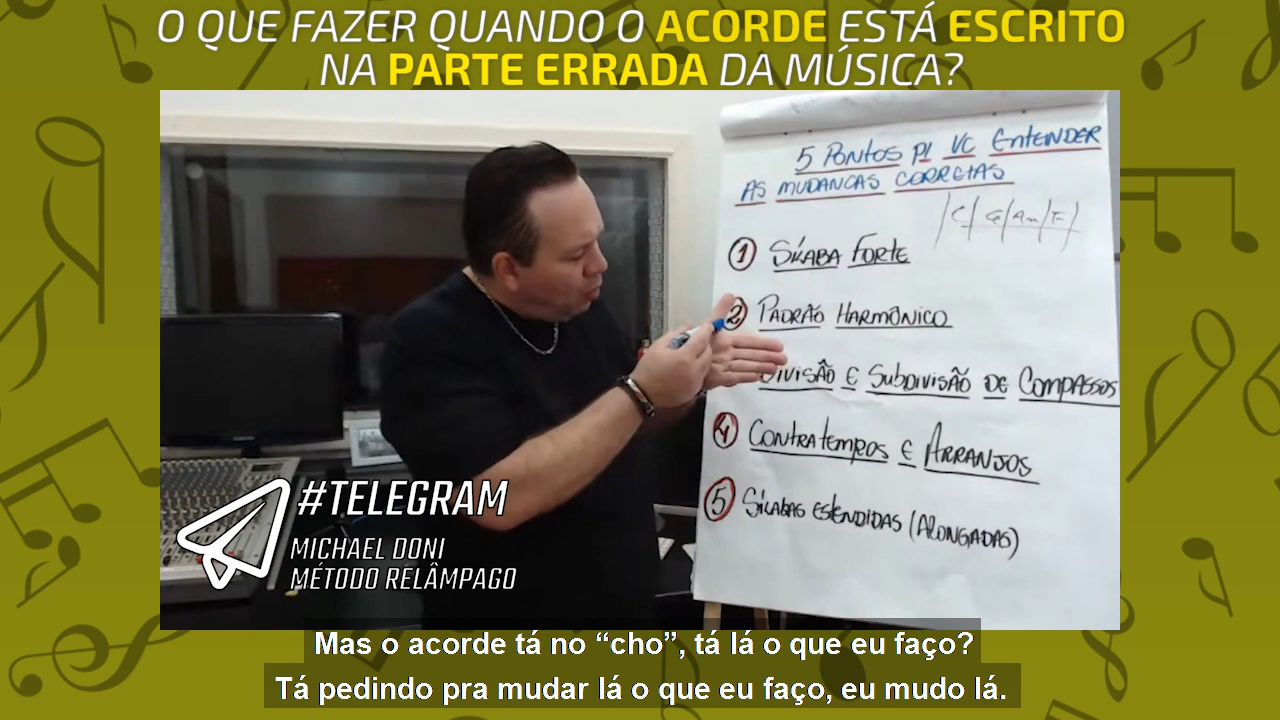 O QUE FAZER QUANDO O ACORDE ESTÁ ESCRITO
NA PARTE ERRADA DA MÚSICA?
5 PONTOS P/ VC ENTENDER
AS MUDANCAS CORRETAS
/C/G/Am/F/
1 SÍLABA FORTE
2 PADRÃO HARMÔNICO
DIVISÃO E SUBDIVISÃO DE COMPASSOS
4 CONTRATEMPOS E ARRANJOS
5 SÍLABAS ESTENDIDAS (ALONGADAS)
#TELEGRAM
MICHAEL DONI
MÉTODO RELÂMPAGO
Mas o acorde tá no “cho”, tá lá o que eu faço?
Tá pedindo pra mudar lá o que eu faço, eu mudo lá.